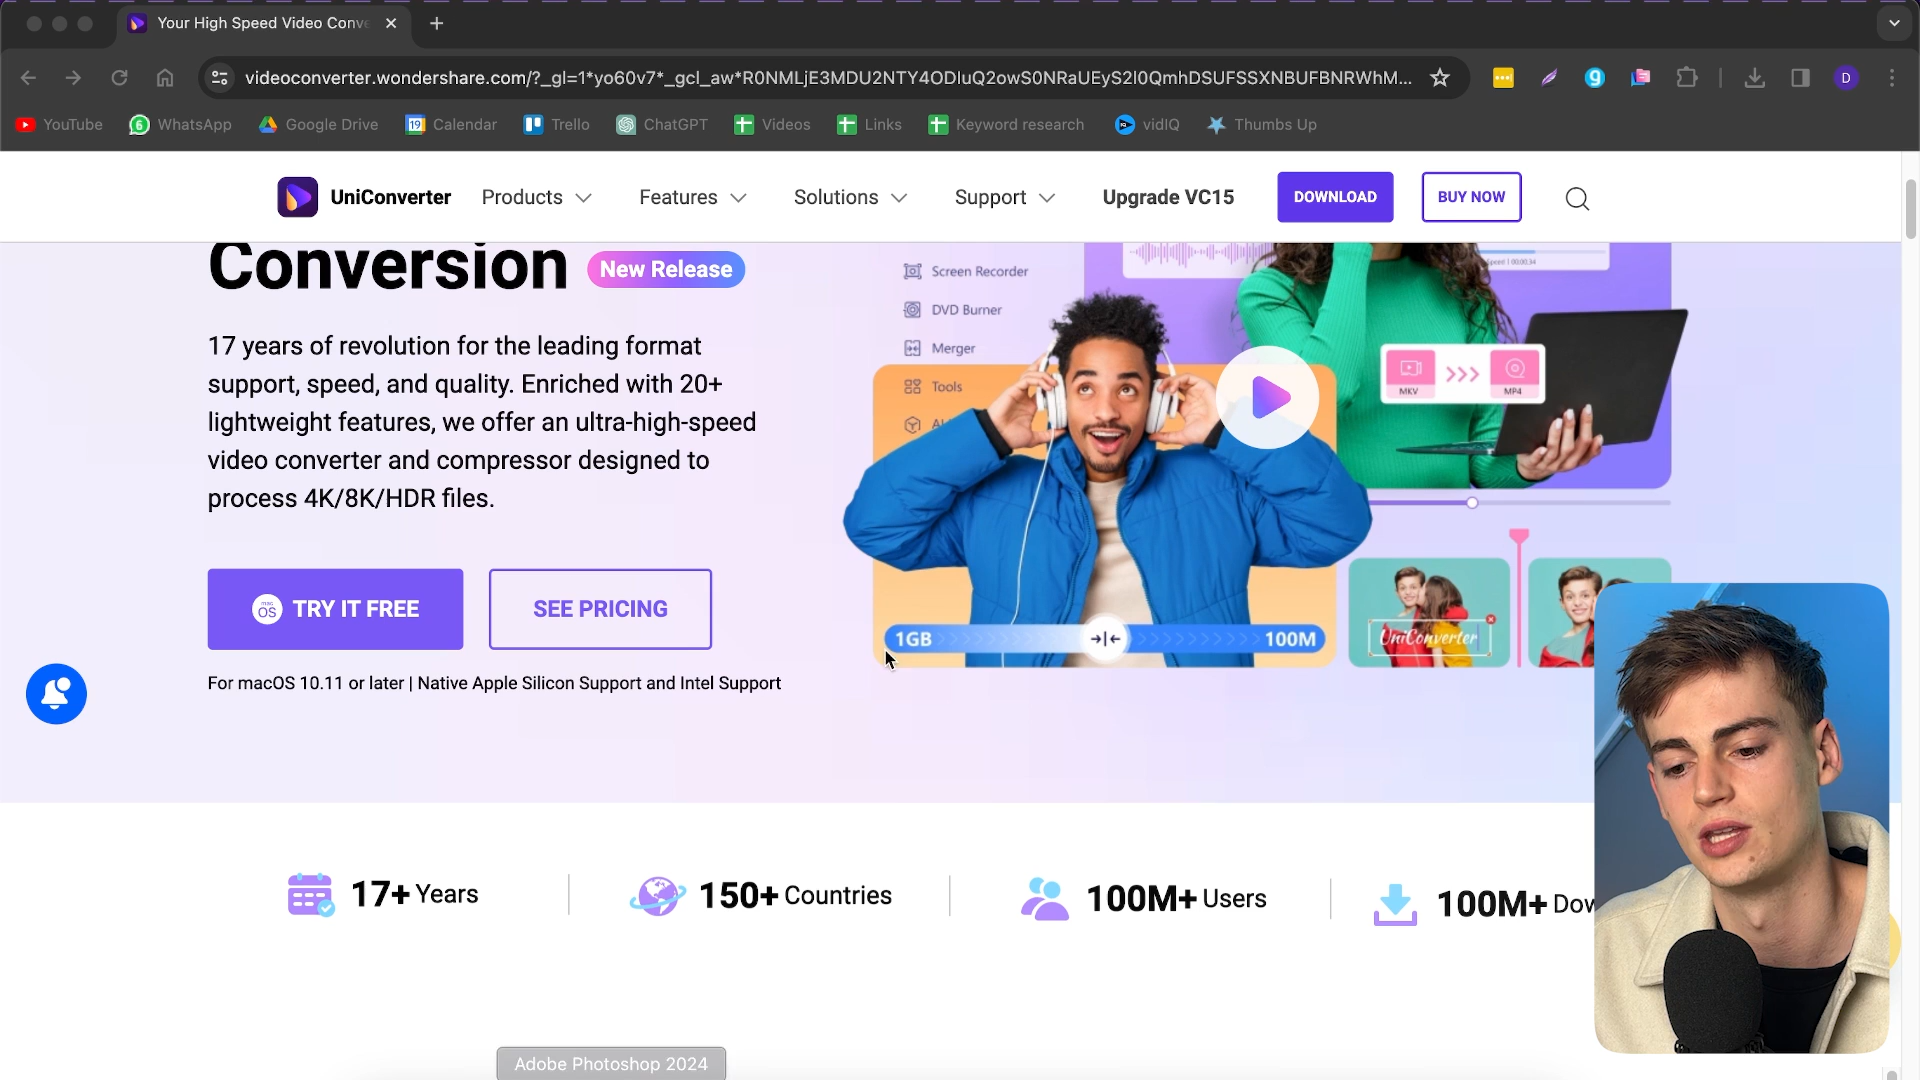 Your High Speed Video Conve
videoconverter.wondershare.com/?_gl=1*yo60v7*_gcl_aw*R0NMLjE3MDU2NTY4ODIuQ2owS0NRaUEyS2l0QmhDSUFSSXNBUFBNRWhM...
D
YouTube
WhatsApp
Google Drive
Calendar
Trello
ChatGPT
Videos
Links
Keyword research
vidIQ
Thumbs Up
UniConverter
Products
Features
Solutions
Support
Upgrade VC15
DOWNLOAD
BUY NOW
Conversion
New Release
17 years of revolution for the leading format
support, speed, and quality. Enriched with 20+
lightweight features, we offer an ultra-high-speed
video converter and compressor designed to
process 4K/8K/HDR files.
macOS
TRY IT FREE
SEE PRICING
For macOS 10.11 or later | Native Apple Silicon Support and Intel Support
Screen Recorder
DVD Burner
Merger
Tools
MKV
MP4
1GB
100M
UniConverter
17+ Years
150+ Countries
100M+ Users
100M+ Dow
Adobe Photoshop 2024